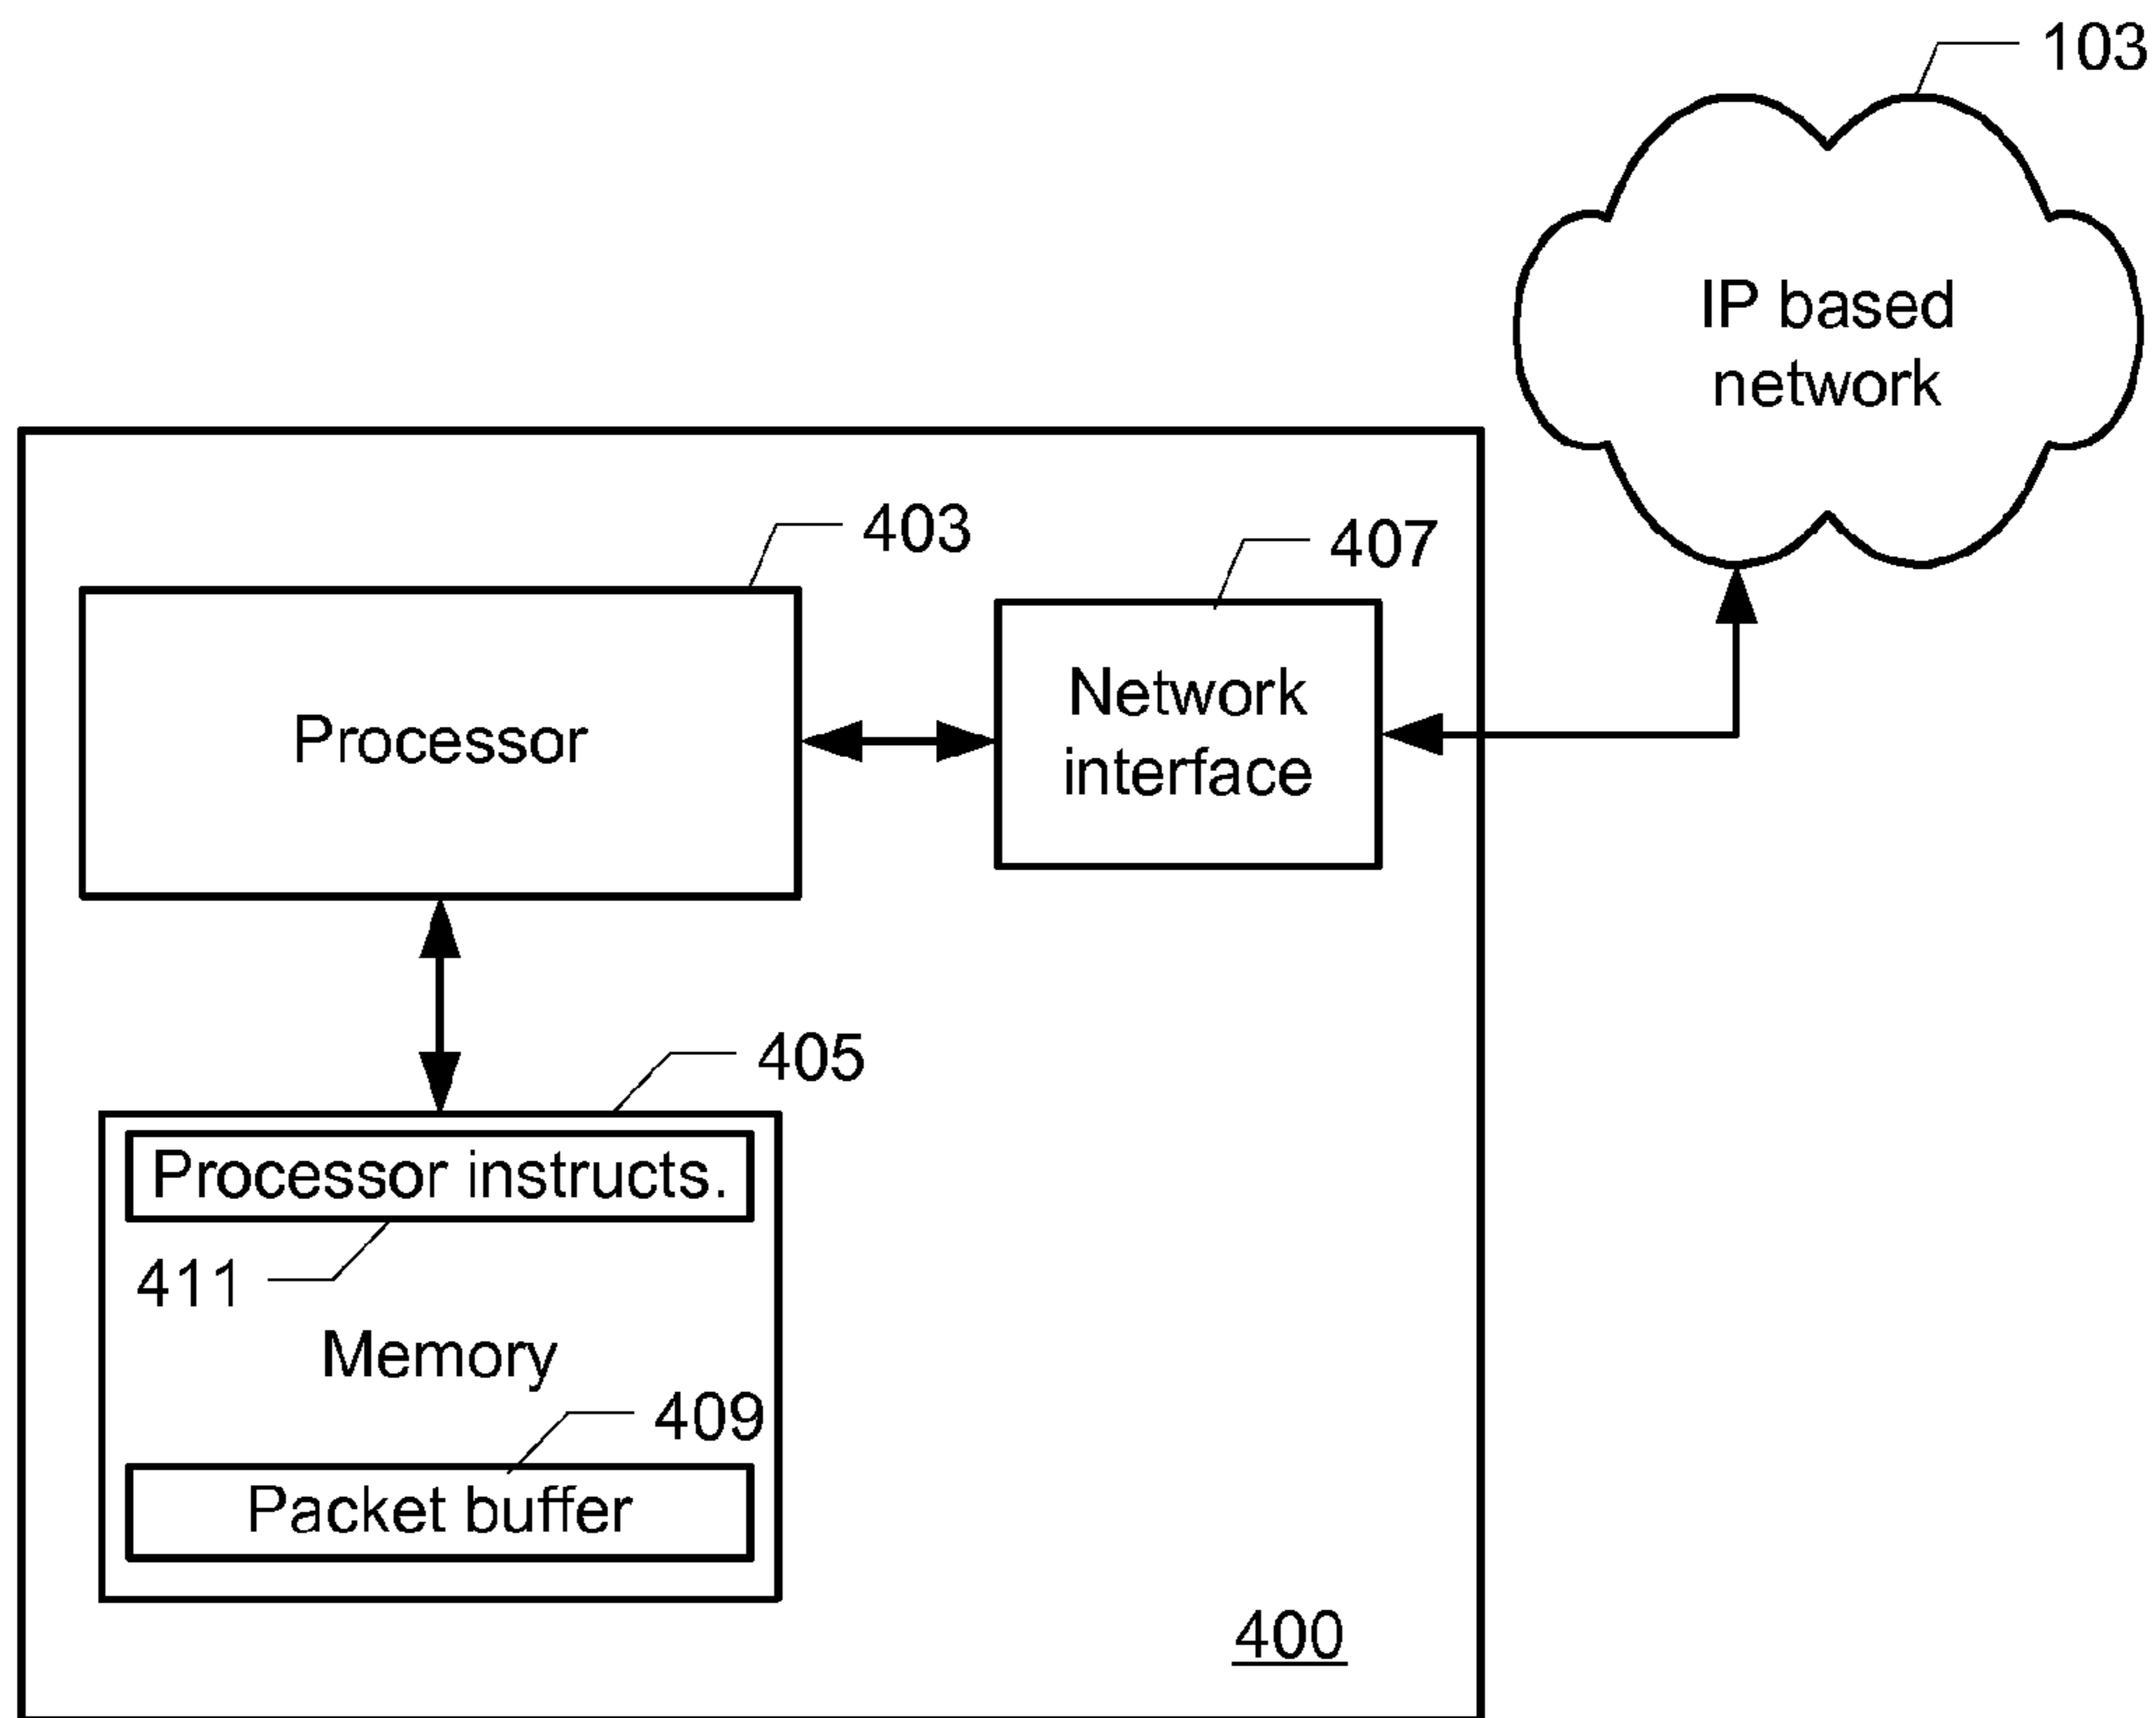 103
IP based
network
403
407
Processor
Network
interface
405
Processor instructs.
411
Memory
409
Packet buffer
400